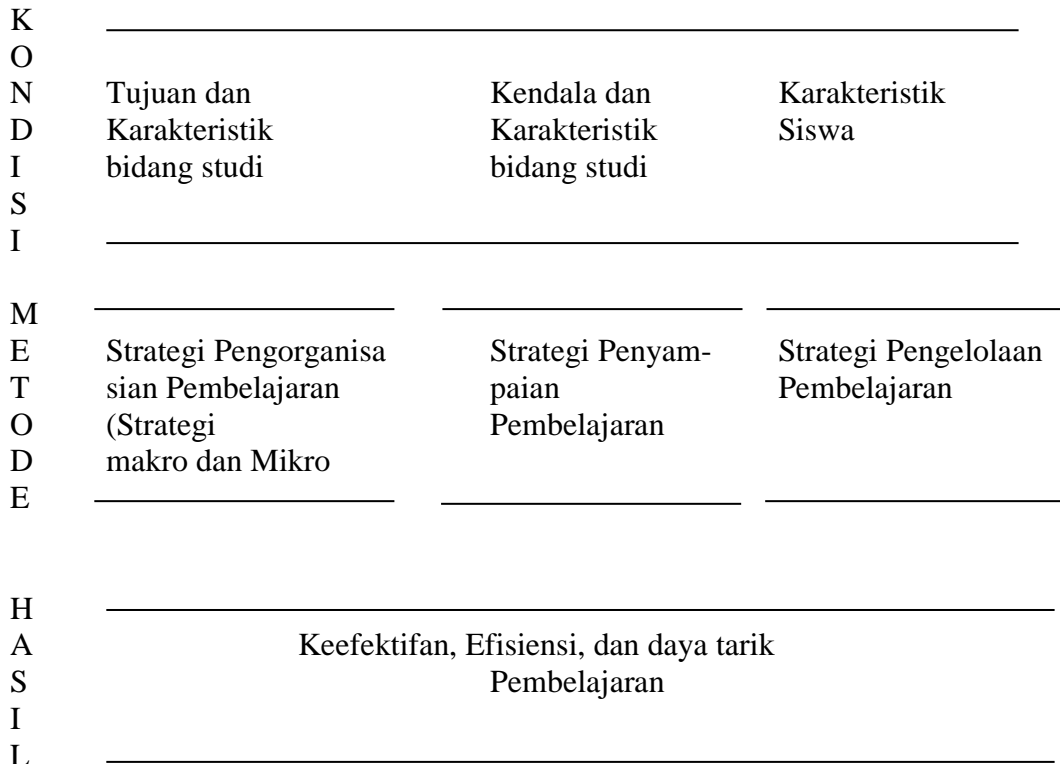 K
O
N Tujuan dan Kendala dan Karakteristik
D Karakteristik Karakteristik Siswa
I bidang studi bidang studi
S
I
M
E Strategi Pengorganisa Strategi Penyam- Strategi Pengelolaan
T sian Pembelajaran paian Pembelajaran
O (Strategi Pembelajaran
D makro dan Mikro
E
H
A Keefektifan, Efisiensi, dan daya tarik
S Pembelajaran
I
L